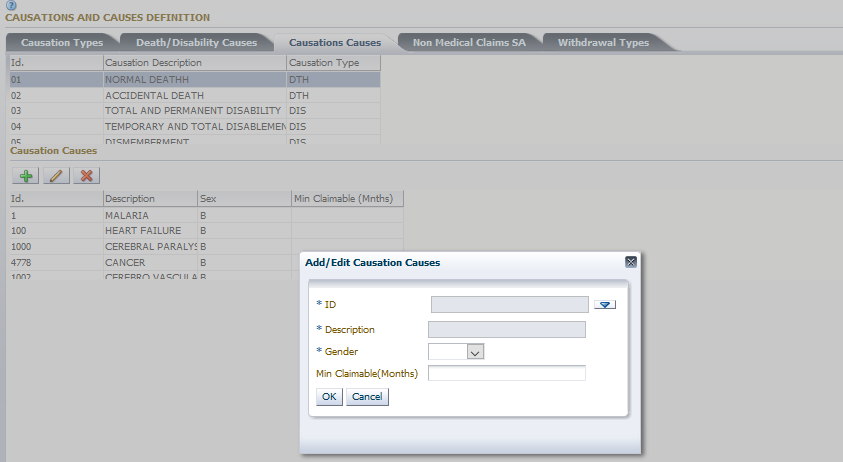 CAUSATIONS AND CAUSES DEFINITION
Causation Types Death/Disability Causes Causations Causes Non Medical Claims SA Withdrawal Types
Id. Causation Description Causation Type
01 NORMAL DEATHH DTH
02 ACCIDENTAL DEATH DTH
03 TOTAL AND PERMANENT DISABILITY DIS
04 TEMPORARY AND TOTAL DISABLEMEN DIS
05 DISMEMBERMENT DIS
Causation Causes
Id. Description Sex Min Claimable (Mnths)
1 MALARIA B
100 HEART FAILURE B
1000 CEREBRAL PARALYS B
4778 CANCER B
1002 CEREBRO VASCULA B
Add/Edit Causation Causes
* ID
* Description
* Gender
Min Claimable(Months)
OK Cancel